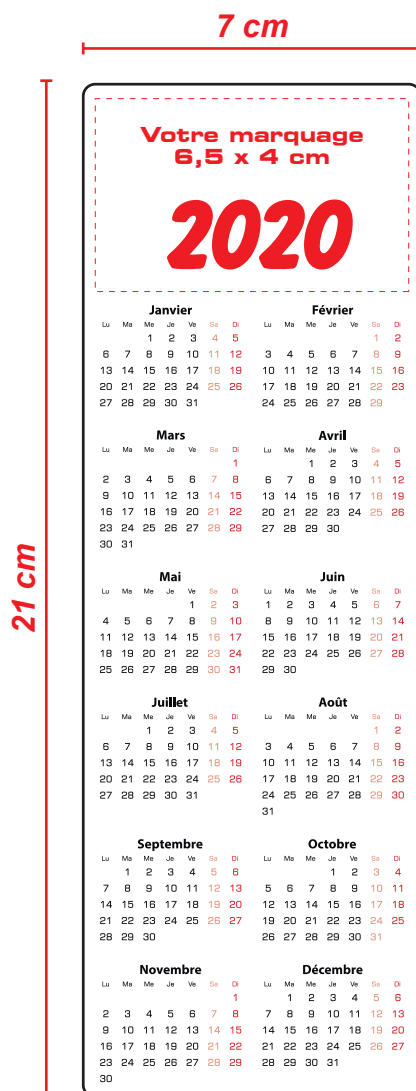 7 cm
21 cm
Votre marquage
6,5 x 4 cm
2020
Janvier
Lu Ma Me Je Ve Sa Di
1 2 3 4 5
6 7 8 9 10 11 12
13 14 15 16 17 18 19
20 21 22 23 24 25 26
27 28 29 30 31
Février
Lu Ma Me Je Ve Sa Di
1 2
3 4 5 6 7 8 9
10 11 12 13 14 15 16
17 18 19 20 21 22 23
24 25 26 27 28 29
Mars
Lu Ma Me Je Ve Sa Di
1
2 3 4 5 6 7 8
9 10 11 12 13 14 15
16 17 18 19 20 21 22
23 24 25 26 27 28 29
30 31
Avril
Lu Ma Me Je Ve Sa Di
1 2 3 4 5
6 7 8 9 10 11 12
13 14 15 16 17 18 19
20 21 22 23 24 25 26
27 28 29 30
Mai
Lu Ma Me Je Ve Sa Di
1 2 3
4 5 6 7 8 9 10
11 12 13 14 15 16 17
18 19 20 21 22 23 24
25 26 27 28 29 30 31
Juin
Lu Ma Me Je Ve Sa Di
1 2 3 4 5 6 7
8 9 10 11 12 13 14
15 16 17 18 19 20 21
22 23 24 25 26 27 28
29 30
Juillet
Lu Ma Me Je Ve Sa Di
1 2 3 4 5
6 7 8 9 10 11 12
13 14 15 16 17 18 19
20 21 22 23 24 25 26
27 28 29 30 31
Août
Lu Ma Me Je Ve Sa Di
1 2
3 4 5 6 7 8 9
10 11 12 13 14 15 16
17 18 19 20 21 22 23
24 25 26 27 28 29 30
31
Septembre
Lu Ma Me Je Ve Sa Di
1 2 3 4 5 6
7 8 9 10 11 12 13
14 15 16 17 18 19 20
21 22 23 24 25 26 27
28 29 30
Octobre
Lu Ma Me Je Ve Sa Di
1 2 3 4
5 6 7 8 9 10 11
12 13 14 15 16 17 18
19 20 21 22 23 24 25
26 27 28 29 30 31
Novembre
Lu Ma Me Je Ve Sa Di
1
2 3 4 5 6 7 8
9 10 11 12 13 14 15
16 17 18 19 20 21 22
23 24 25 26 27 28 29
30
Décembre
Lu Ma Me Je Ve Sa Di
1 2 3 4 5 6
7 8 9 10 11 12 13
14 15 16 17 18 19 20
21 22 23 24 25 26 27
28 29 30 31